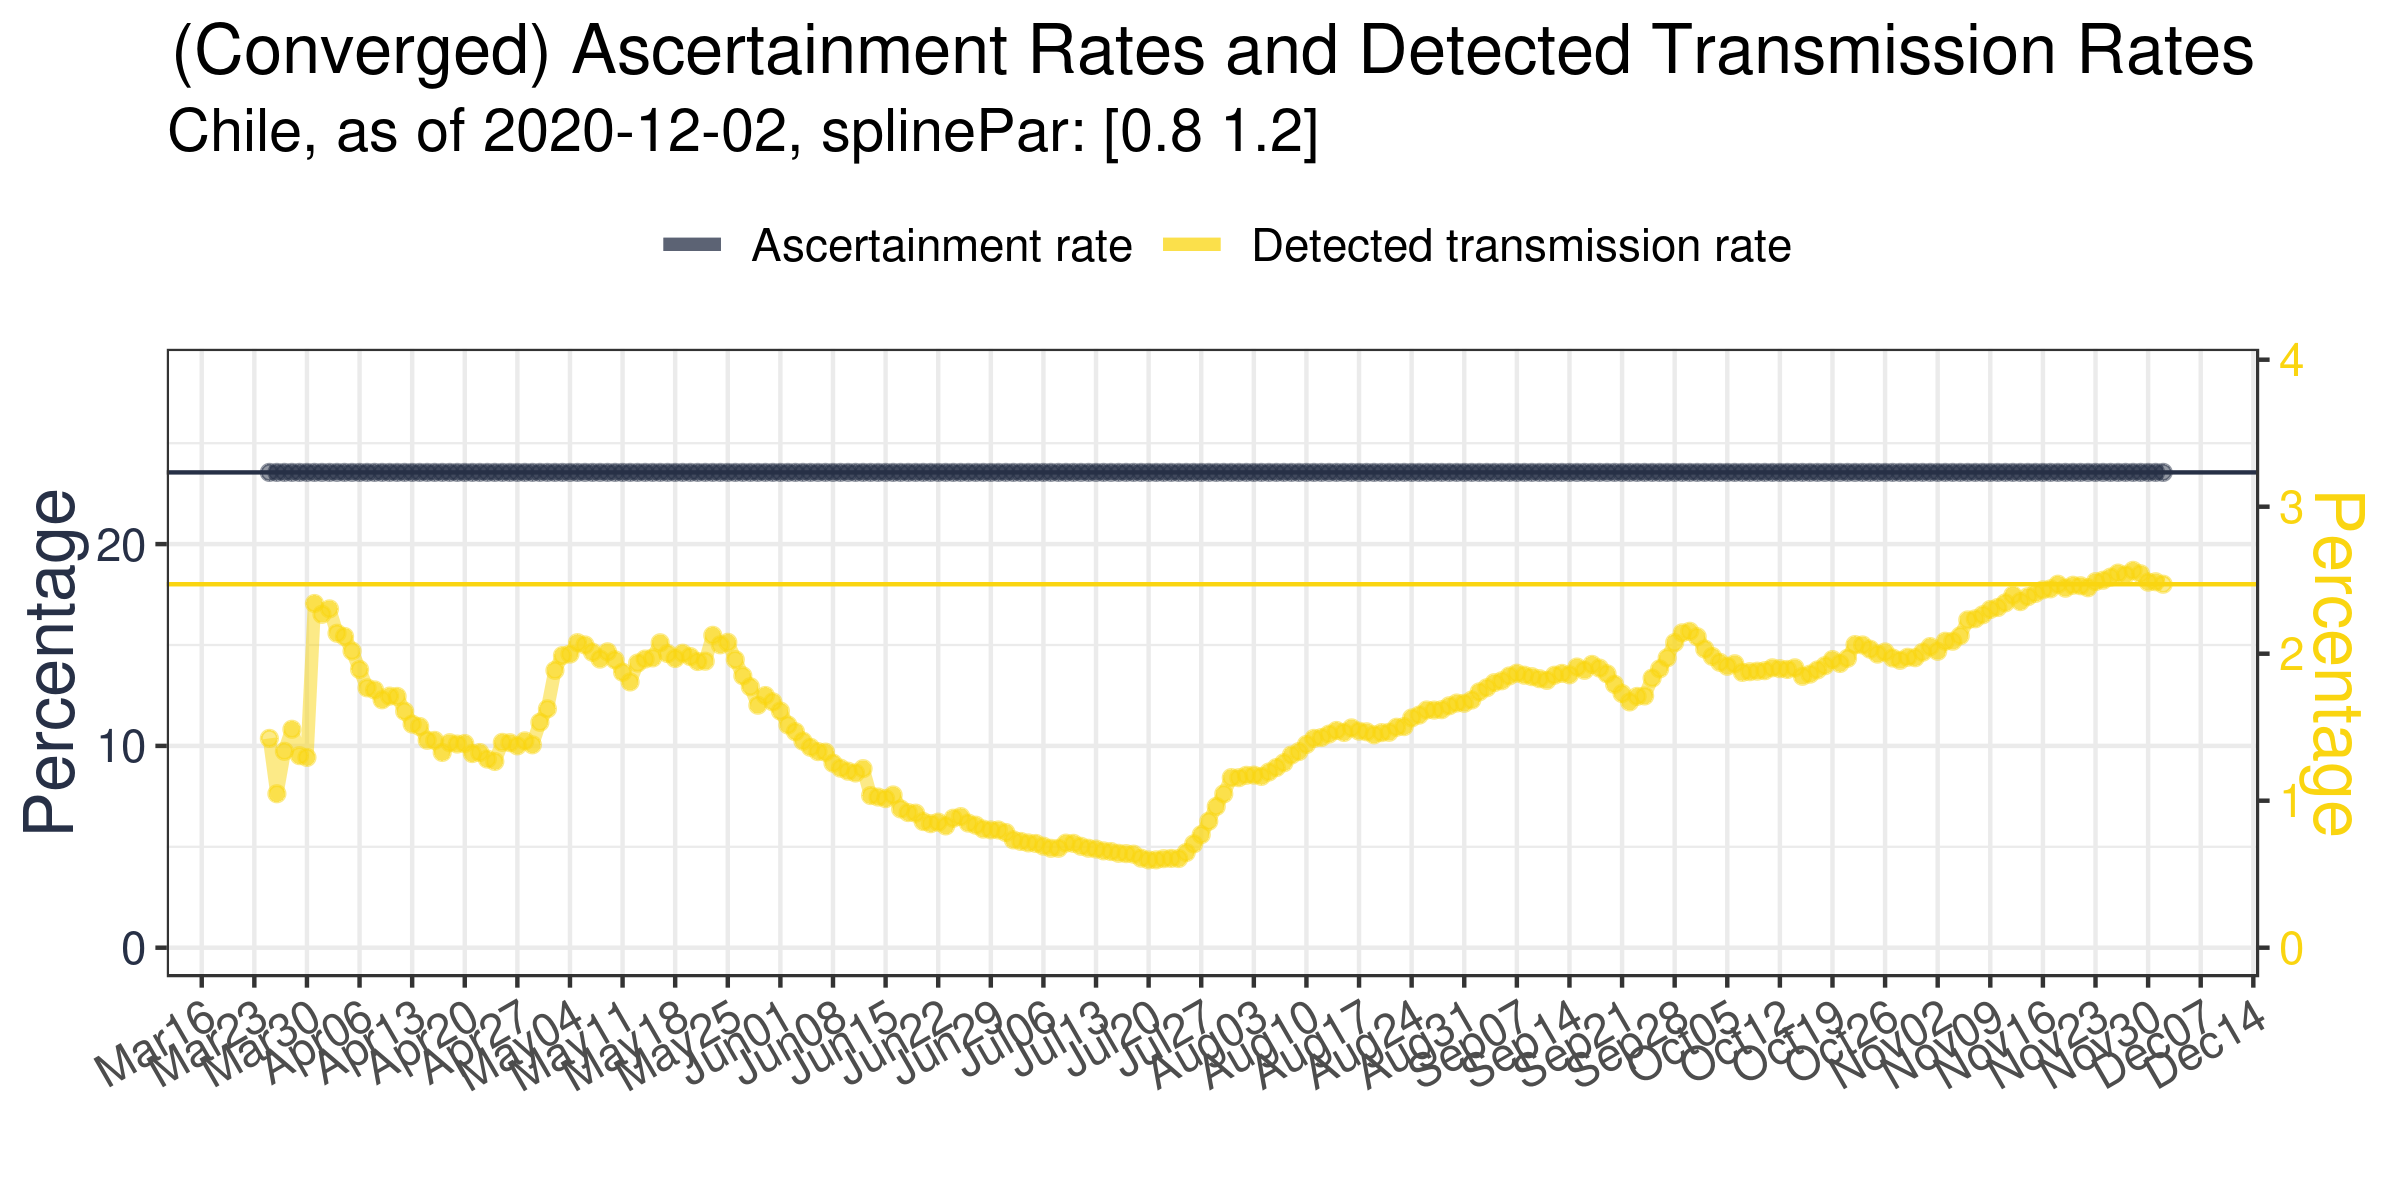 (Converged) Ascertainment Rates and Detected Transmission Rates
Chile, as of 2020-12-02, splinePar: [0.8 1.2]
Ascertainment rate
Detected transmission rate
Percentage
20
10
0
4
3
2
1
0
Percentage
Mar16
Mar23
Mar30
Apr06
Apr13
Apr20
Apr27
May04
May11
May18
May25
Jun01
Jun08
Jun15
Jun22
Jun29
Jul06
Jul13
Jul20
Jul27
Aug03
Aug10
Aug17
Aug24
Aug31
Sep07
Sep14
Sep21
Sep28
Oct05
Oct12
Oct19
Oct26
Nov02
Nov09
Nov16
Nov23
Nov30
Dec07
Dec14